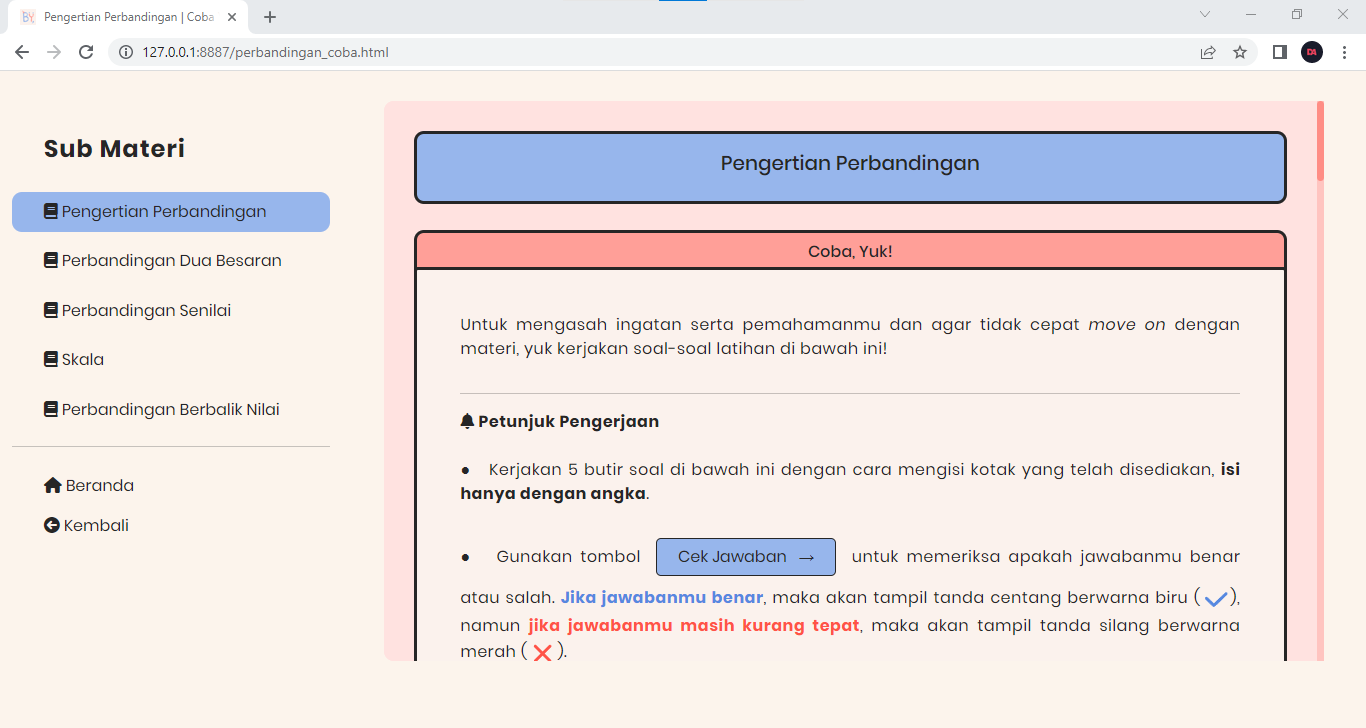 Pengertian Perbandingan | Coba
127.0.0.1:8887/perbandingan_coba.html
Sub Materi
Pengertian Perbandingan
Perbandingan Dua Besaran
Perbandingan Senilai
Skala
Perbandingan Berbalik Nilai
Beranda
Kembali
Pengertian Perbandingan
Coba, Yuk!
Untuk mengasah ingatan serta pemahamanmu dan agar tidak cepat move on dengan
materi, yuk kerjakan soal-soal latihan di bawah ini!
Petunjuk Pengerjaan
● Kerjakan 5 butir soal di bawah ini dengan cara mengisi kotak yang telah disediakan, isi
hanya dengan angka.
● Gunakan tombol Cek Jawaban → untuk memeriksa apakah jawabanmu benar
atau salah. Jika jawabanmu benar, maka akan tampil tanda centang berwarna biru (✓),
namun jika jawabanmu masih kurang tepat, maka akan tampil tanda silang berwarna
merah (❌).